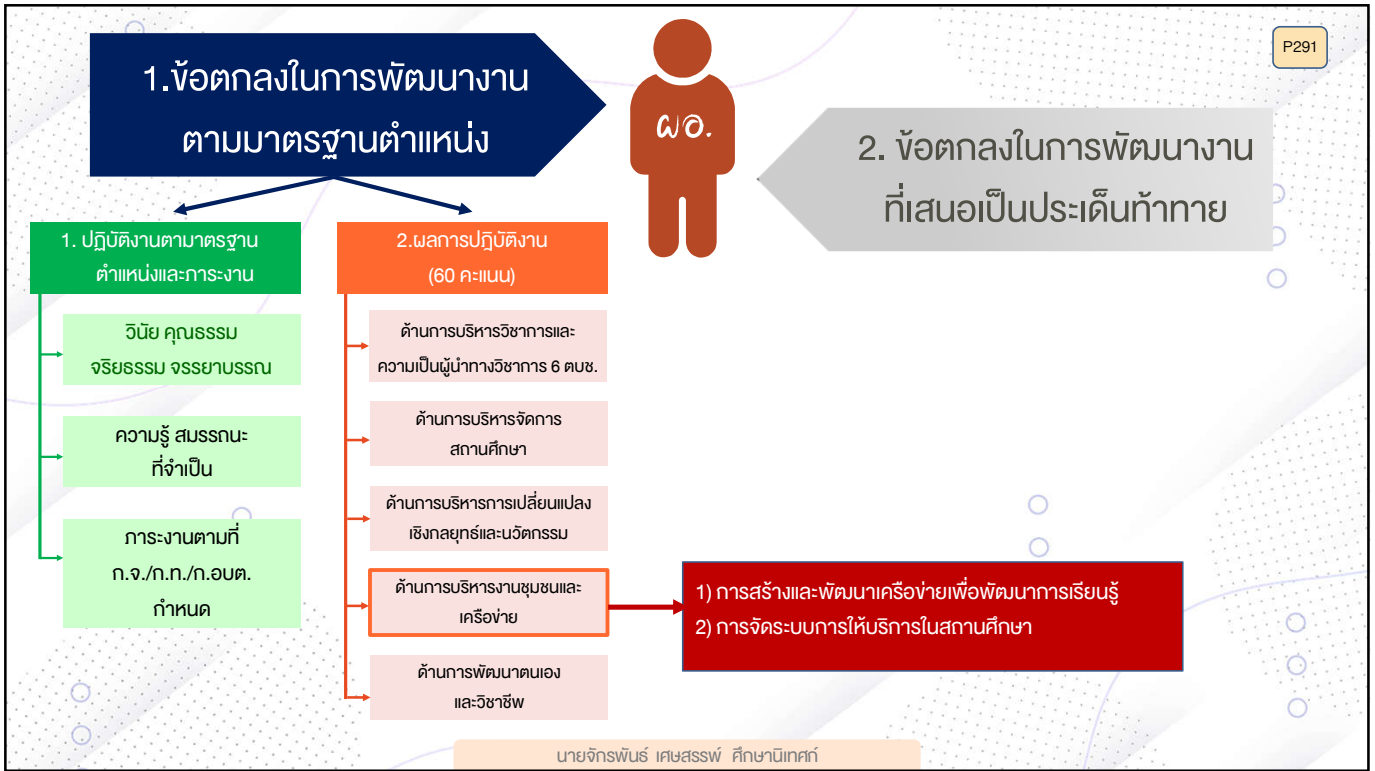 P291
1.ข้อตกลงในการพัฒนางาน
ตามมาตรฐานตำแหน่ง
ผอ.
2. ข้อตกลงในการพัฒนางาน
ที่เสนอเป็นประเด็นท้าทาย
1. ปฏิบัติงานตามาตรฐาน
ตำแหน่งและภาระงาน
วินัย คุณธรรม
จริยธรรม จรรยาบรรณ
ความรู้ สมรรถนะ
ที่จำเป็น
ภาระงานตามที่
ก.จ./ก.ท./ก.อบต.
กำหนด
2.ผลการปฏิบัติงาน
(60 คะแนน)
ด้านการบริหารวิชาการและ
ความเป็นผู้นำทางวิชาการ 6 ตบช.
ด้านการบริหารจัดการ
สถานศึกษา
ด้านการบริหารการเปลี่ยนแปลง
เชิงกลยุทธ์และนวัตกรรม
ด้านการบริหารงานชุมชนและ
เครือข่าย
ด้านการพัฒนาตนเอง
และวิชาชีพ
1) การสร้างและพัฒนาเครือข่ายเพื่อพัฒนาการเรียนรู้
2) การจัดระบบการให้บริการในสถานศึกษา
นายจักรพันธ์ เศษสรรพ์ ศึกษานิเทศก์